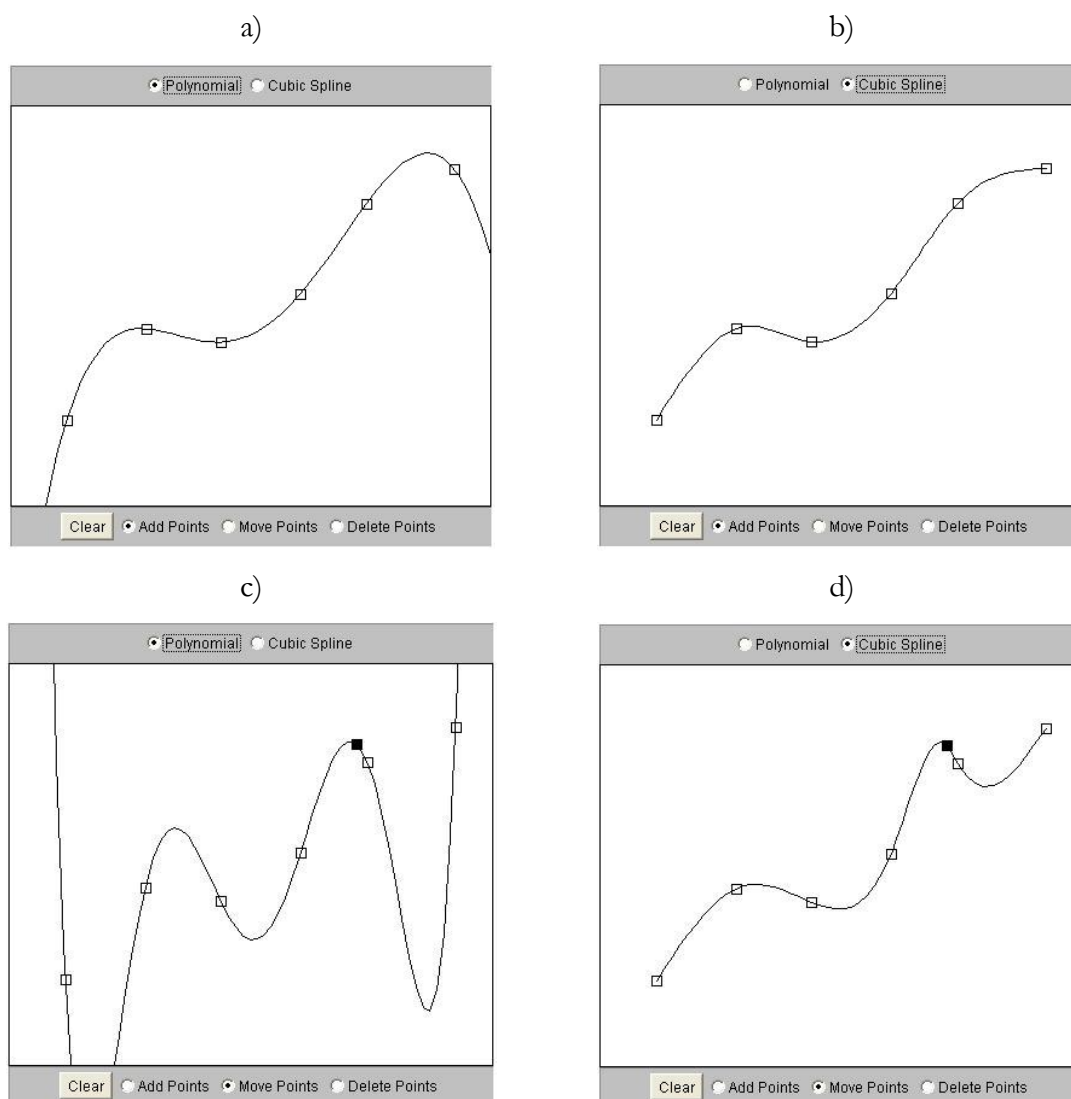 a)
b)
Polynomial Cubic Spline
Polynomial Cubic Spline
Clear Add Points Move Points Delete Points
Clear Add Points Move Points Delete Points
c)
d)
Polynomial Cubic Spline
Polynomial Cubic Spline
Clear Add Points Move Points Delete Points
Clear Add Points Move Points Delete Points